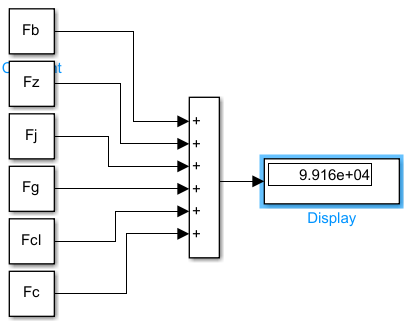 Fb
Fz
Fj
Fg
Fcl
Fc
+
+
+
+
+
+
9.916e+04
Display